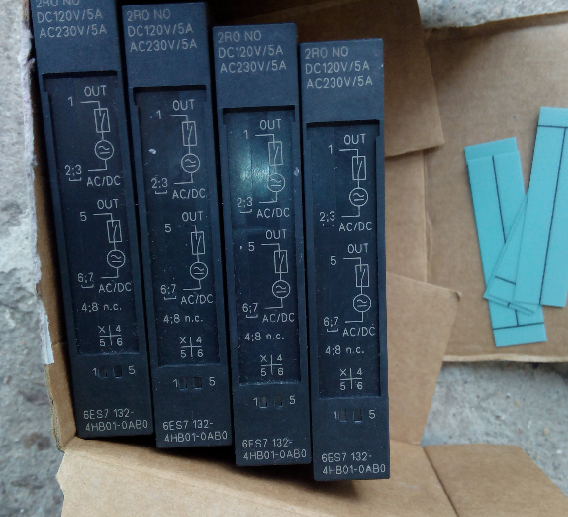 2RO NO
DC120V/5A
AC230V/5A
OUT
1
2;3
AC/DC
OUT
5
6;7
AC/DC
4;8 n.c.
X 4
5 6
1 5
6ES7 132-
4HB01-0AB0
2RO NO
DC120V/5A
AC230V/5A
OUT
1
2;3
AC/DC
OUT
5
6;7
AC/DC
4;8 n.c.
X 4
5 6
1 5
6ES7 132-
4HB01-0AB0
2RO NO
DC120V/5A
AC230V/5A
OUT
1
2;3
AC/DC
OUT
5
6;7
AC/DC
4;8 n.c.
X 4
5 6
1 5
6ES7 132-
4HB01-0AB0
2RO NO
DC120V/5A
AC230V/5A
OUT
1
2;3
AC/DC
OUT
5
6;7
AC/DC
4;8 n.c.
X 4
5 6
1 5
6ES7 132-
4HB01-0AB0